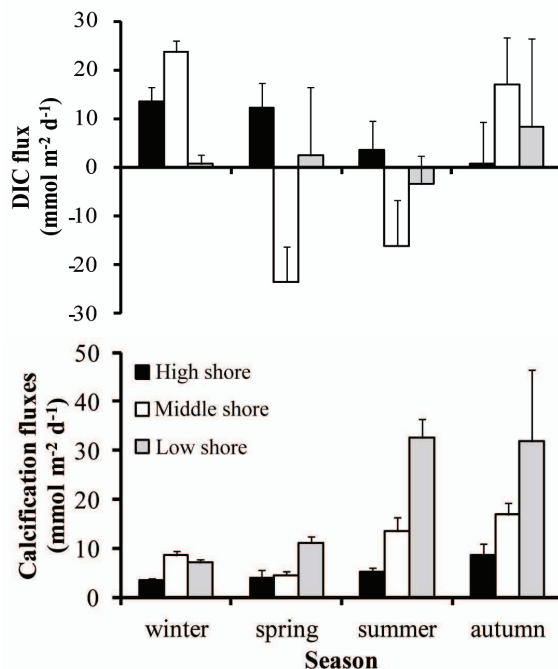 30
20
10
0
-10
-20
-30
DIC flux
(mmol m⁻² d⁻¹)
50
40
30
20
10
0
Calcification fluxes
(mmol m⁻² d⁻¹)
High shore
Middle shore
Low shore
winter spring summer autumn
Season